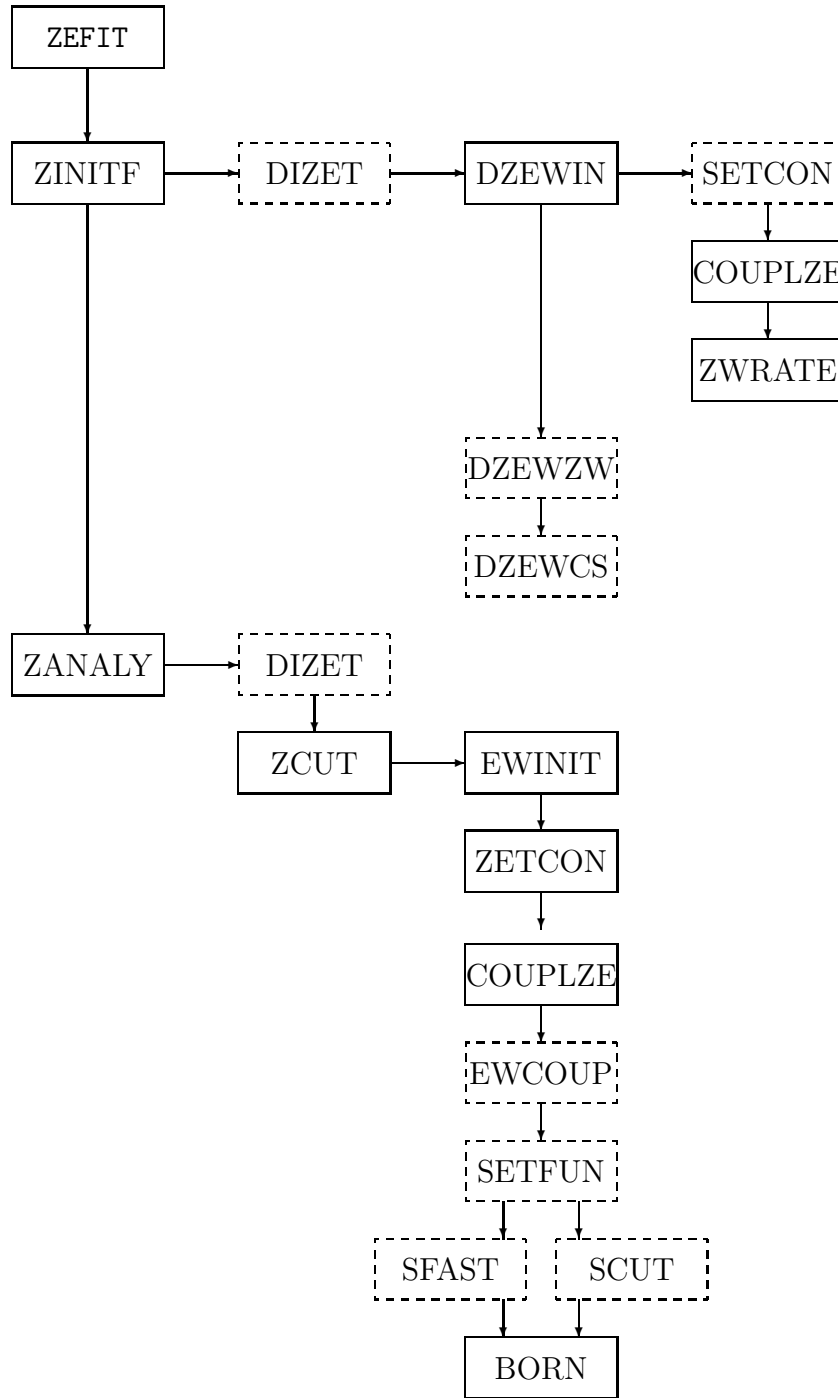 ZEFIT
ZINITF
DIZET
DZEWIN
SETCON
COUPLZE
ZWRATE
DZEWZW
DZEWCS
ZANALY
DIZET
ZCUT
EWINIT
ZETCON
COUPLZE
EWCOUP
SETFUN
SFAST
SCUT
BORN